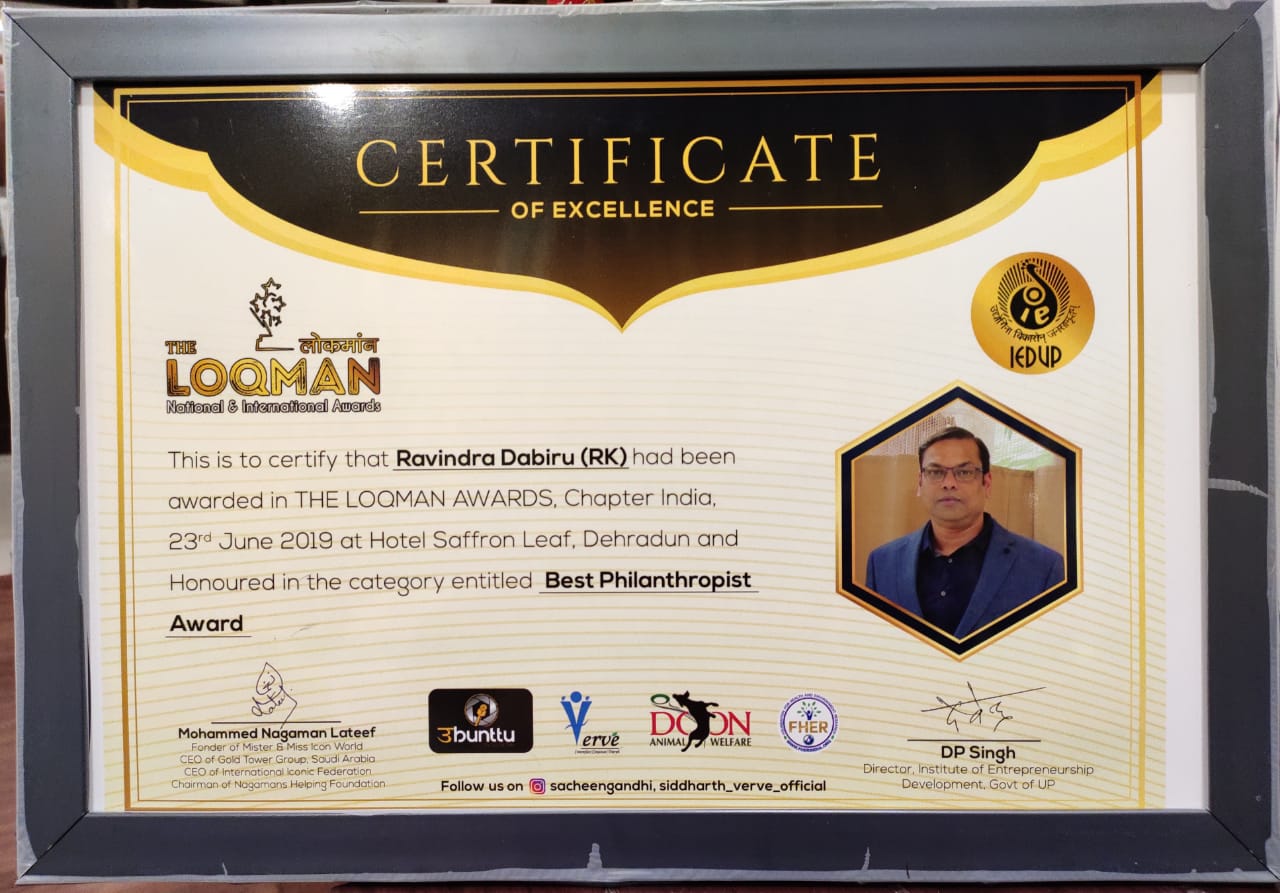 CERTIFICATE
OF EXCELLENCE
THE लोकमांन
LOQMAN
National & International Awards
IEDUP
This is to certify that Ravindra Dabiru (RK) had been
awarded in THE LOQMAN AWARDS, Chapter India,
23rd June 2019 at Hotel Saffron Leaf, Dehradun and
Honoured in the category entitled Best Philanthropist
Award
Mohammed Nagaman Lateef
Fonder of Mister & Miss Icon World
CEO of Gold Tower Group, Saudi Arabia
CEO of International Iconic Federation
Chairman of Nagamans Helping Foundation
उbunttu
Verve
DOON
ANIMAL WELFARE
FHER
DP Singh
Director, Institute of Entrepreneurship
Development, Govt of UP
Follow us on sacheengandhi, siddharth_verve_official